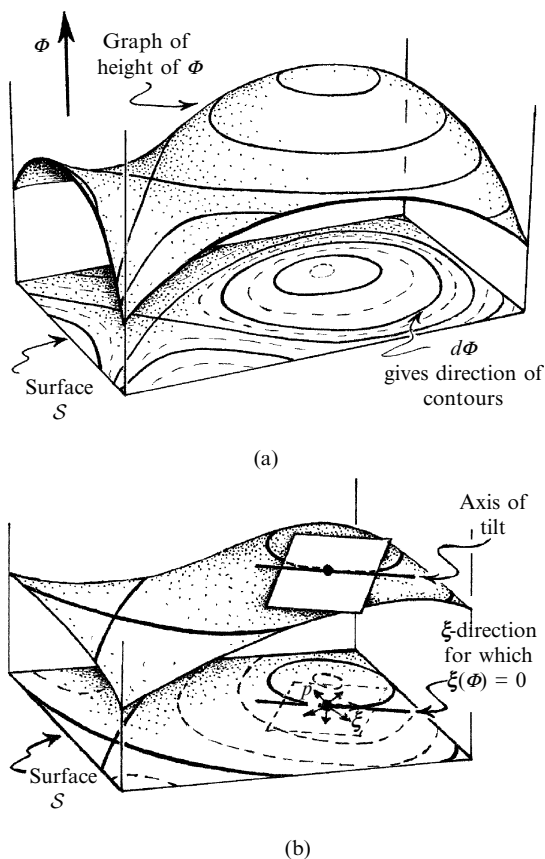 Φ
Graph of
height of Φ
Surface
𝒮
dΦ
gives direction of
contours
(a)
Axis of
tilt
ξ-direction
for which
ξ(Φ) = 0
p
ξ
Surface
𝒮
(b)